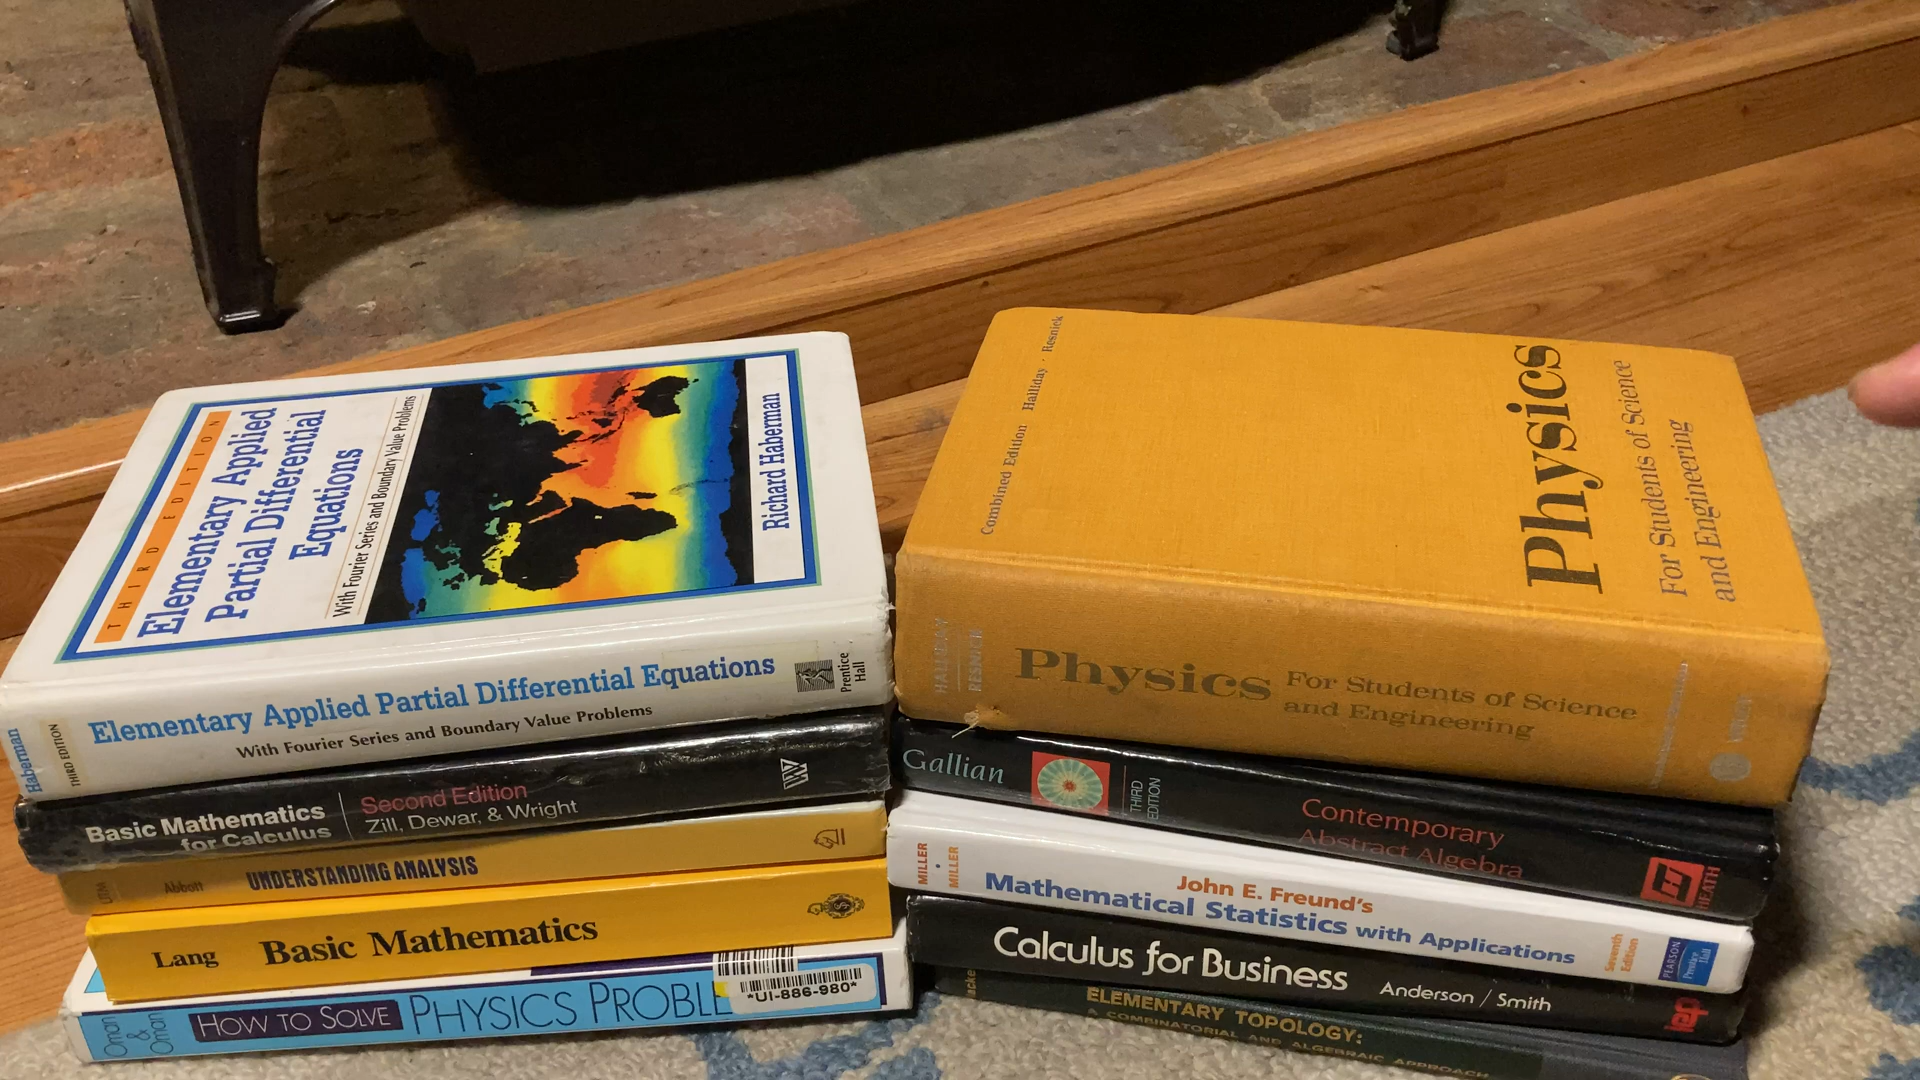 THIRD EDITION
Elementary Applied
Partial Differential
Equations
With Fourier Series and Boundary Value Problems
Richard Haberman
Haberman
THIRD EDITION
Elementary Applied Partial Differential Equations
With Fourier Series and Boundary Value Problems
Prentice
Hall
Basic Mathematics
for Calculus
Second Edition
Zill, Dewar, & Wright
W
UTM
Abbott
UNDERSTANDING ANALYSIS
Lang
Basic Mathematics
Oman
&
Oman
HOW TO SOLVE
PHYSICS PROBLE
*UI-886-980*
Combined Edition Halliday · Resnick
Physics
For Students of Science
and Engineering
HALLIDAY
RESNICK
Physics
For Students of Science
and Engineering
WILEY
Gallian
THIRD
EDITION
Contemporary
Abstract Algebra
H
HEATH
MILLER
•
MILLER
John E. Freund's
Mathematical Statistics with Applications
Seventh
Edition
PEARSON
Prentice
Hall
Calculus for Business
Anderson / Smith
iep
ELEMENTARY TOPOLOGY:
A COMBINATORIAL AND ALGEBRAIC APPROACH